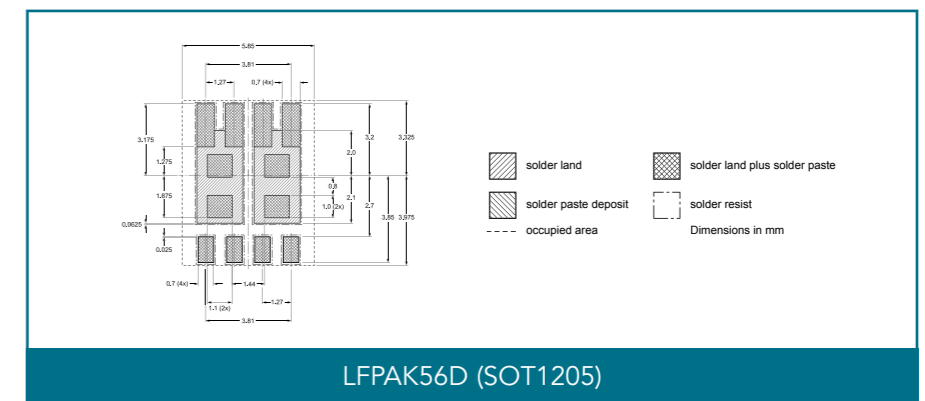 5.85
3.81
1.27 0.7 (4x)
3.175 3.2 3.325
2.0
1.275
0.8
1.875 2.1
1.0 (2x) 2.7
3.85 3.975
0.0625
0.025
0.7 (4x) 1.44
1.27
1.1 (2x)
3.81
solder land solder land plus solder paste
solder paste deposit solder resist
occupied area Dimensions in mm
LFPAK56D (SOT1205)